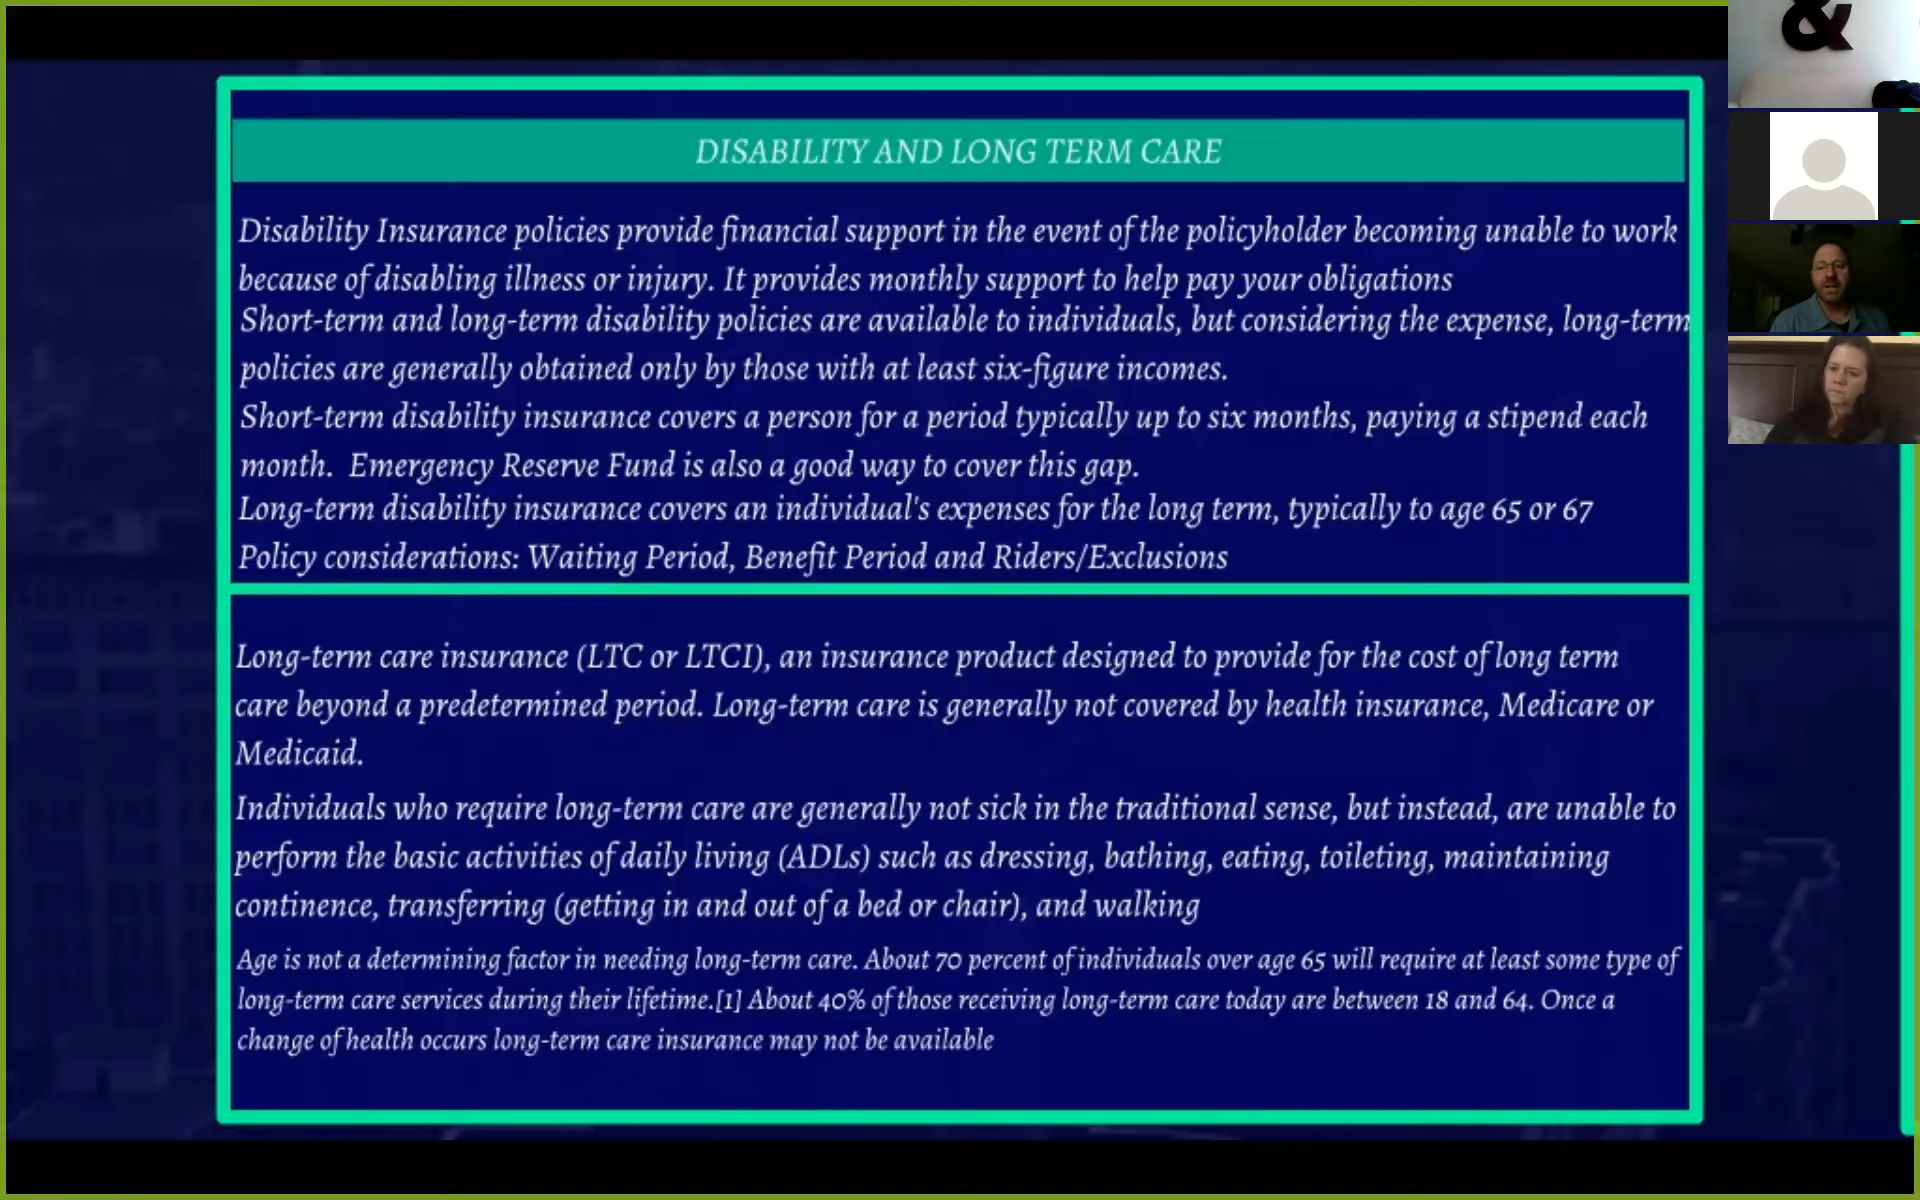 &
DISABILITY AND LONG TERM CARE
Disability Insurance policies provide financial support in the event of the policyholder becoming unable to work
because of disabling illness or injury. It provides monthly support to help pay your obligations
Short-term and long-term disability policies are available to individuals, but considering the expense, long-term
policies are generally obtained only by those with at least six-figure incomes.
Short-term disability insurance covers a person for a period typically up to six months, paying a stipend each
month.  Emergency Reserve Fund is also a good way to cover this gap.
Long-term disability insurance covers an individual's expenses for the long term, typically to age 65 or 67
Policy considerations: Waiting Period, Benefit Period and Riders/Exclusions
Long-term care insurance (LTC or LTCI), an insurance product designed to provide for the cost of long term
care beyond a predetermined period. Long-term care is generally not covered by health insurance, Medicare or
Medicaid.
Individuals who require long-term care are generally not sick in the traditional sense, but instead, are unable to
perform the basic activities of daily living (ADLs) such as dressing, bathing, eating, toileting, maintaining
continence, transferring (getting in and out of a bed or chair), and walking
Age is not a determining factor in needing long-term care. About 70 percent of individuals over age 65 will require at least some type of
long-term care services during their lifetime.[1] About 40% of those receiving long-term care today are between 18 and 64. Once a
change of health occurs long-term care insurance may not be available